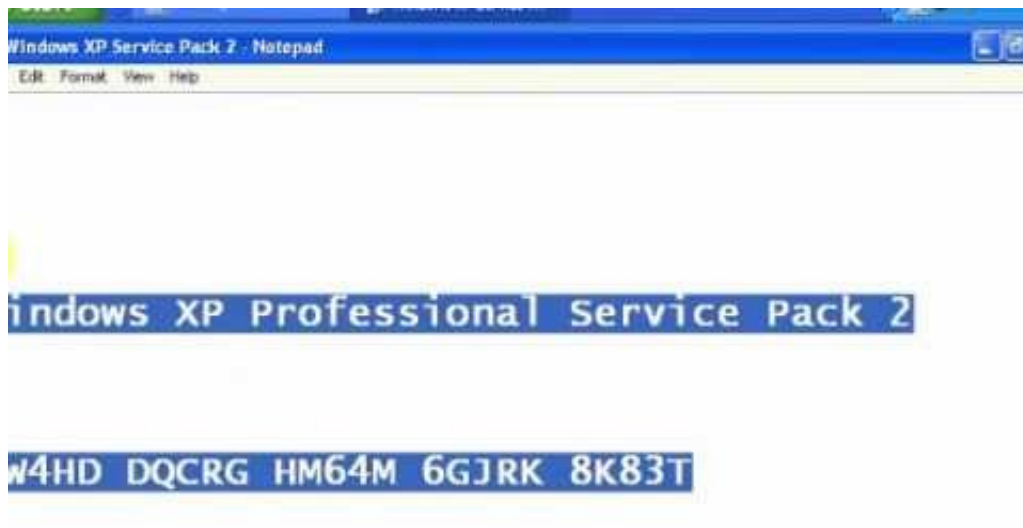 Windows XP Service Pack 2 - Notepad
Edit Format View Help
indows XP Professional Service Pack 2
W4HD DQCRG HM64M 6GJRK 8K83T